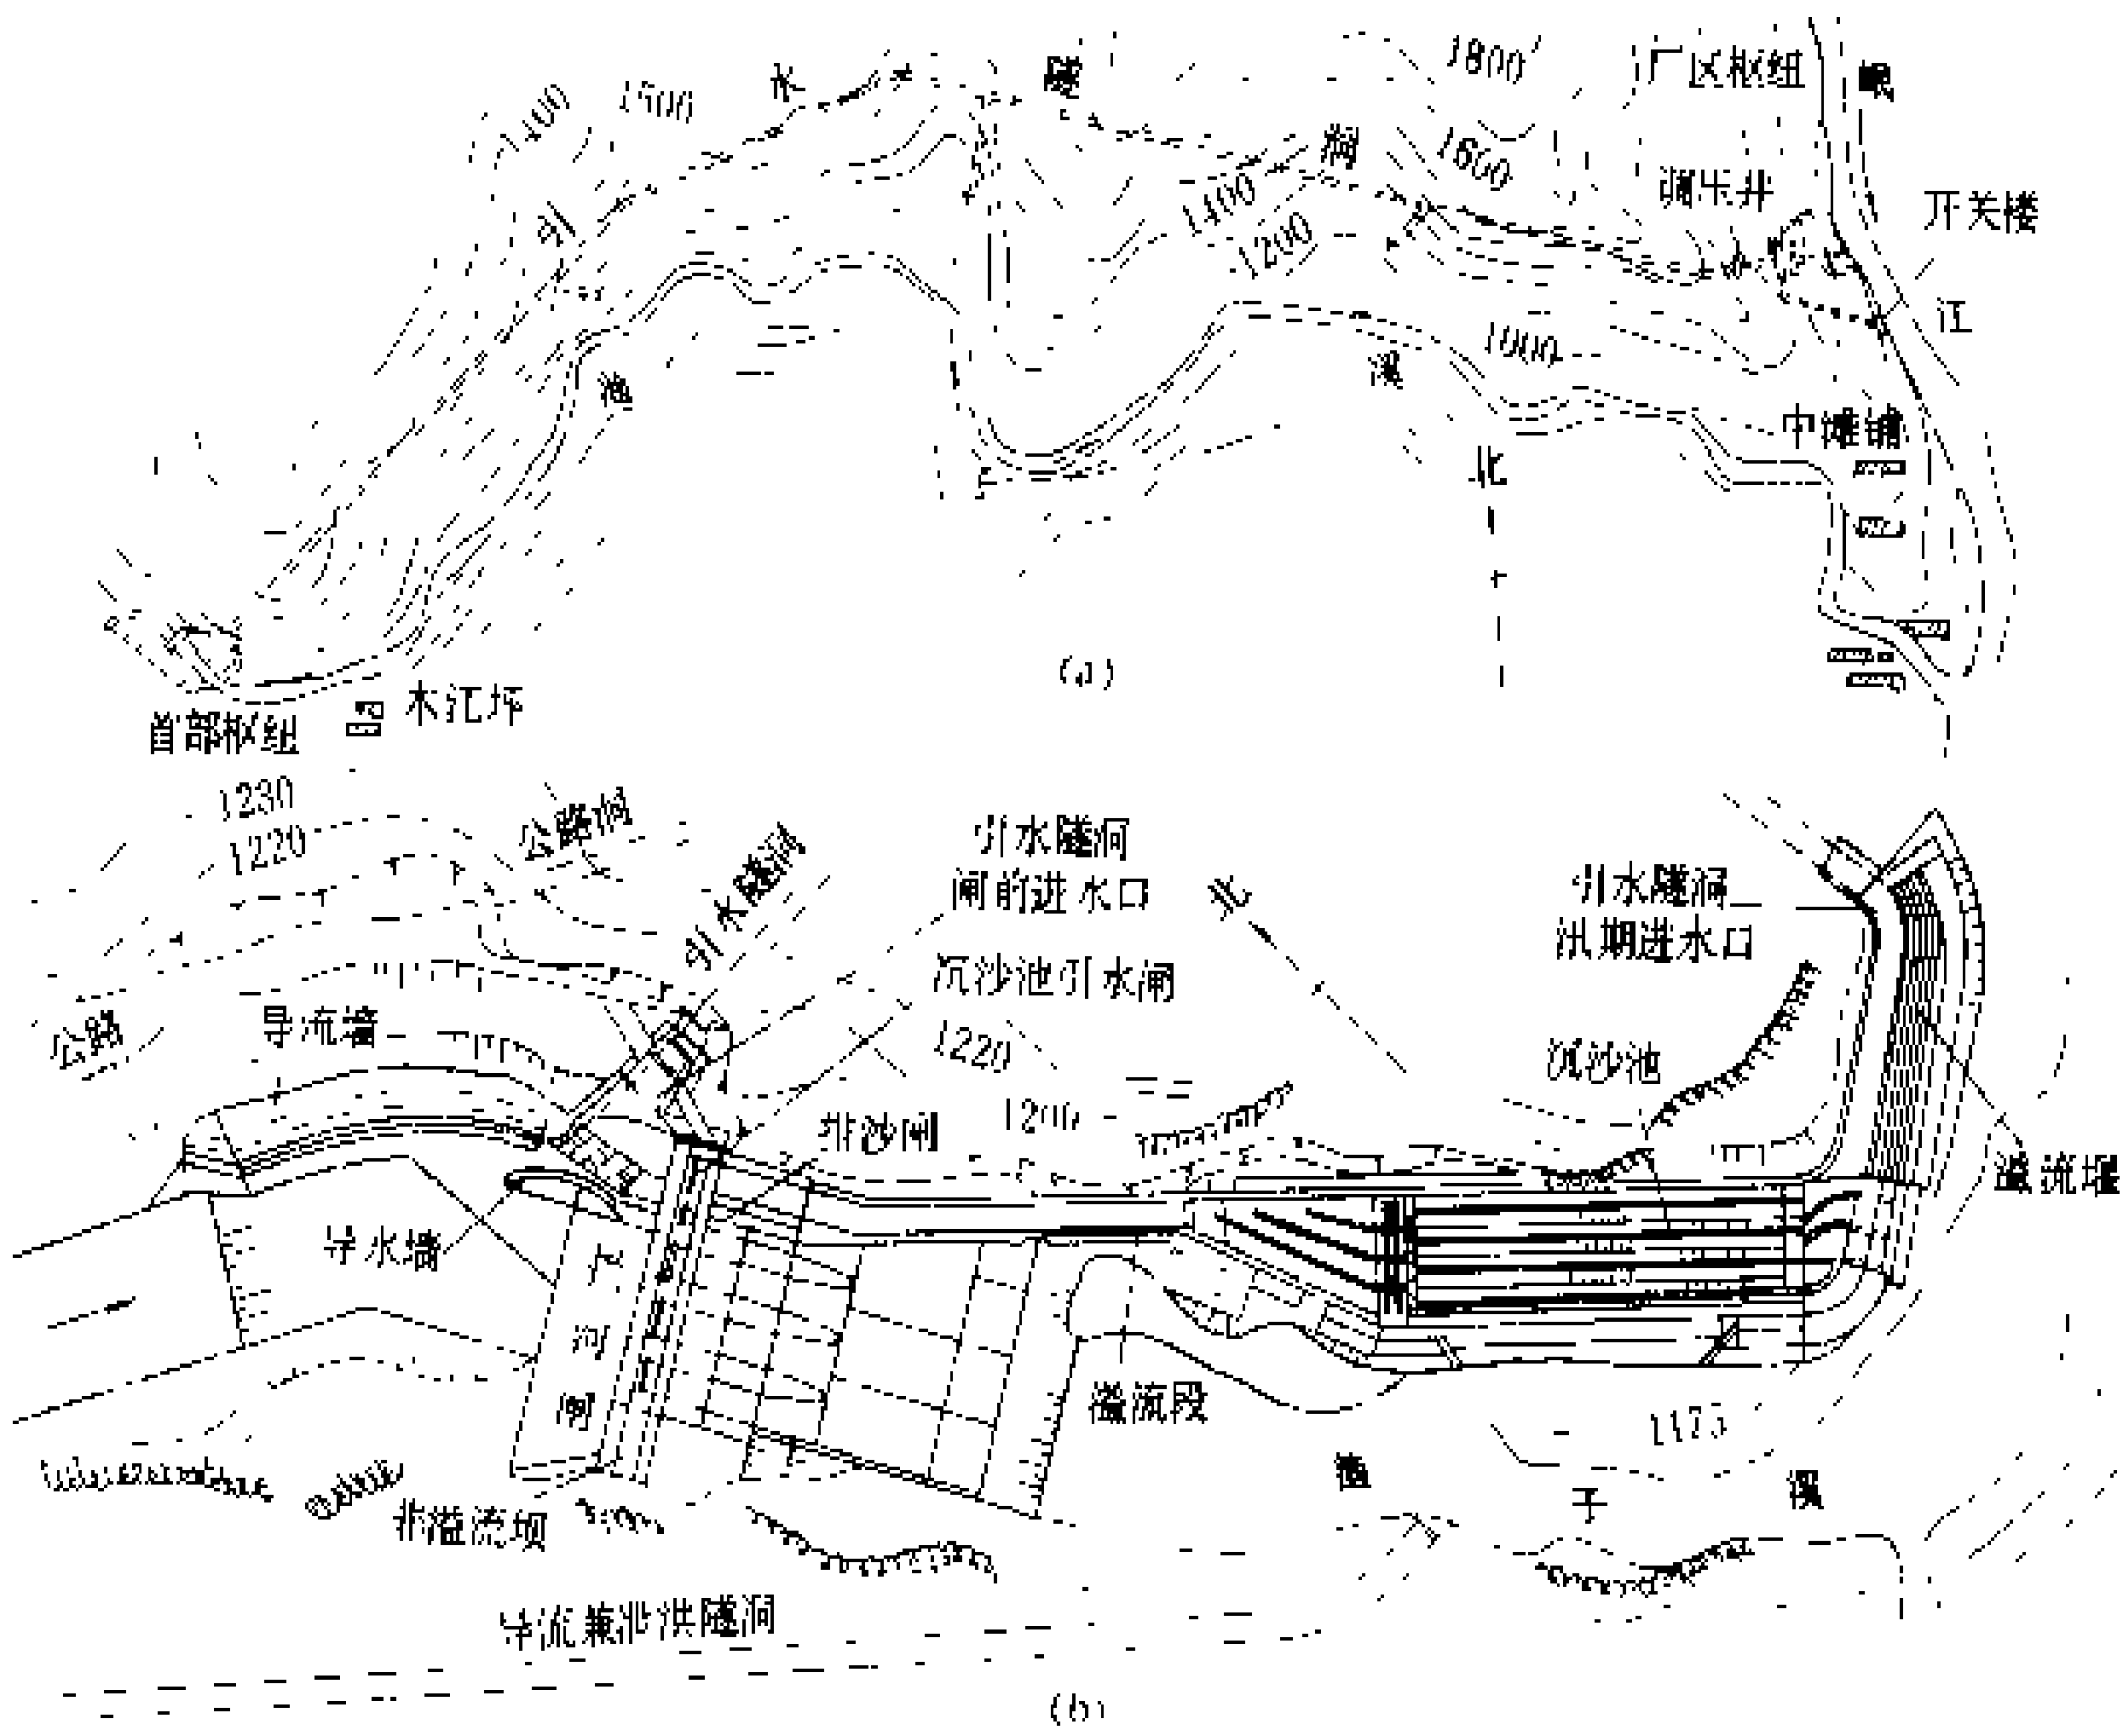 1800
厂区枢纽
1400
1500
水
隧
洞
1600
调压井
开关楼
引
1400
1200
江
1000
渔
溪
中滩铺
北
(a)
首部枢纽
木江坪
1230
1220
公路洞
引水隧洞
引水隧洞
闸前进水口
北
引水隧洞
汛期进水口
沉沙池引水闸
公路
导流墙
1220
沉沙池
1200
排沙闸
溢流堰
导水墙
溢流段
1175
渔
子
溪
非溢流坝
导流兼泄洪隧洞
(b)